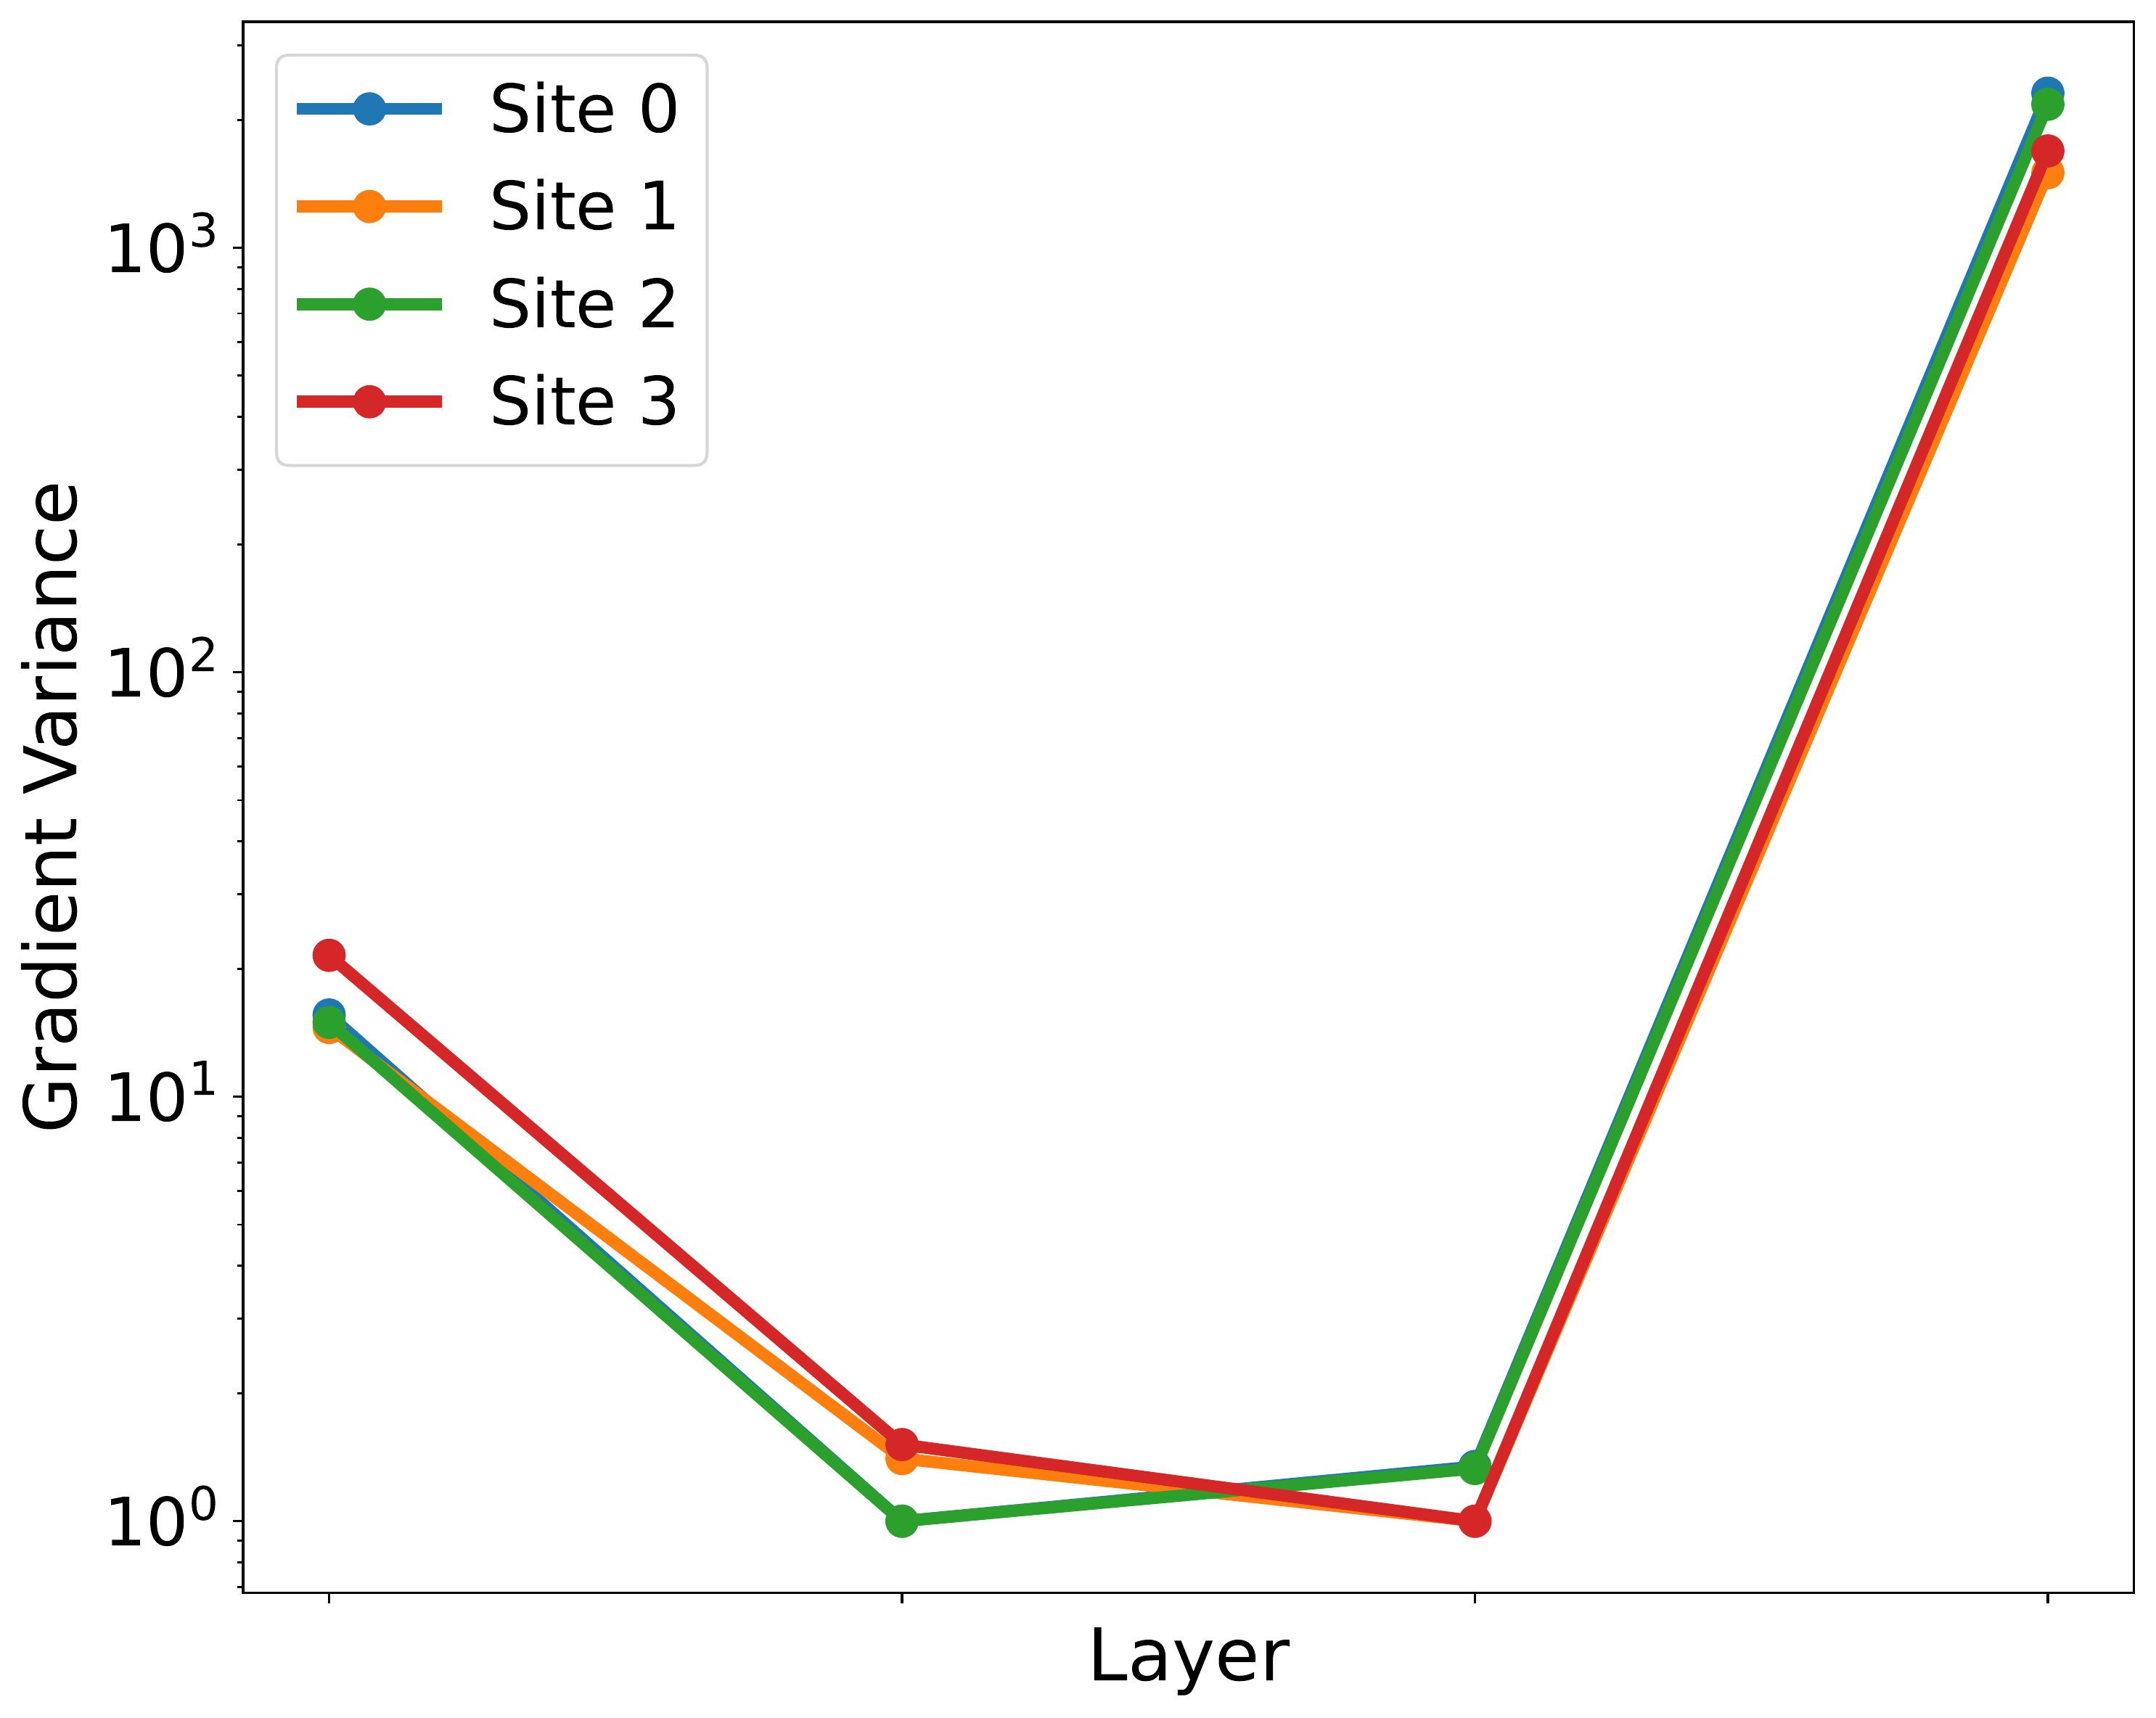 Site 0
Site 1
Site 2
Site 3
10³
10²
10¹
10⁰
Gradient Variance
Layer